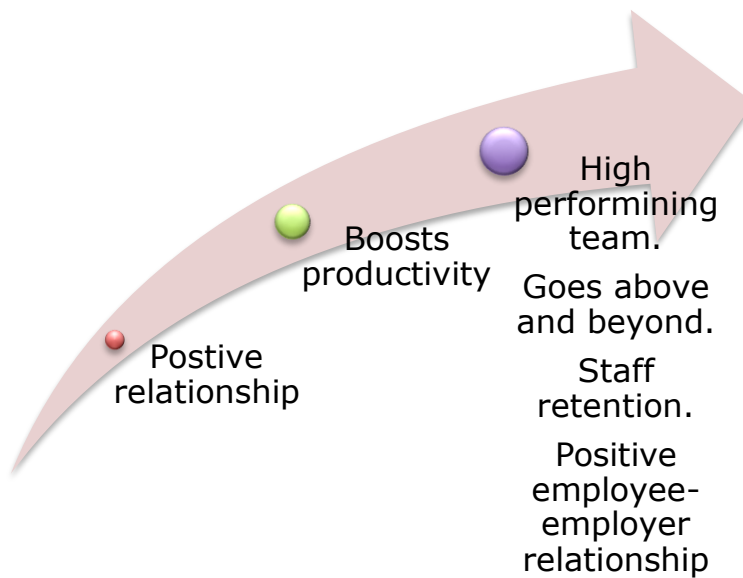 Postive
relationship
Boosts
productivity
High
performining
team.
Goes above
and beyond.
Staff
retention.
Positive
employee-
employer
relationship